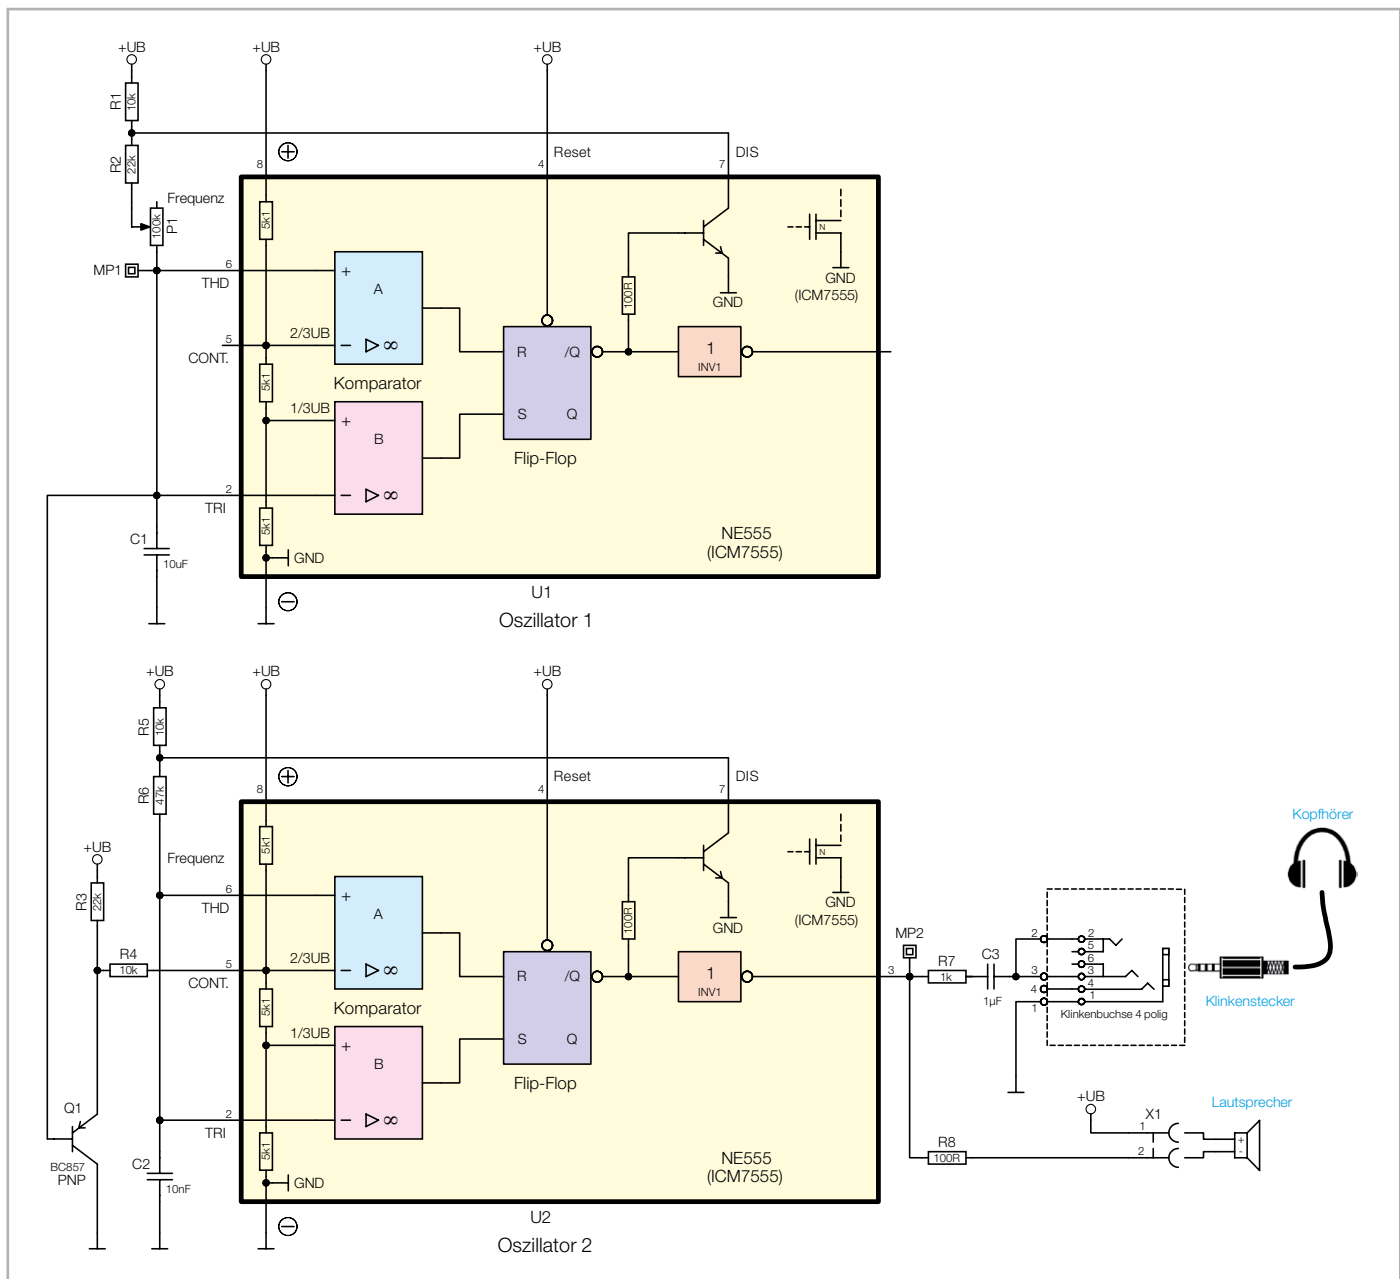 +UB
+UB
+UB
R1
10k
R2
22k
8
4
Reset
7
DIS
Frequenz
100k
P1
5k1
N
MP1
6
THD
+
A
100R
GND
GND
(ICM7555)
2/3UB
5
CONT.
− ▷ ∞
R
/Q
1
INV1
Komparator
5k1
1/3UB
+
B
S
Q
Flip-Flop
2
TRI
− ▷ ∞
5k1
C1
10uF
GND
NE555
(ICM7555)
U1
Oszillator 1
+UB
+UB
+UB
R5
10k
R6
47k
8
4
Reset
7
DIS
Kopfhörer
+UB
R3
22k
Frequenz
5k1
N
6
THD
+
A
100R
GND
GND
(ICM7555)
R4
10k
2/3UB
5
CONT.
− ▷ ∞
R
/Q
1
INV1
3
MP2
R7
1k
C3
1µF
2
3
4
1
2
5
6
3
4
1
Klinkenbuchse 4 polig
Klinkenstecker
Komparator
5k1
1/3UB
+
B
S
Q
Flip-Flop
Q1
BC857
PNP
2
TRI
− ▷ ∞
5k1
C2
10nF
GND
NE555
(ICM7555)
+UB
X1
1
2
Lautsprecher
+
-
R8
100R
U2
Oszillator 2